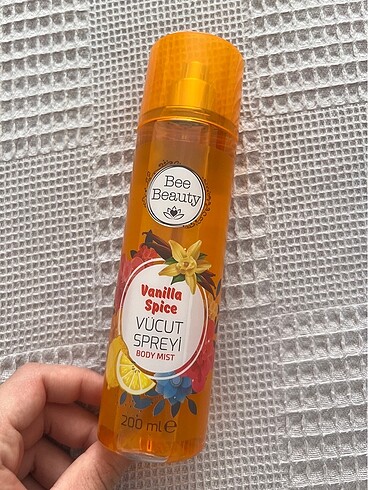 Bee
Beauty
Vanilla
Spice
VÜCUT
SPREYİ
BODY MIST
200 ml ℮